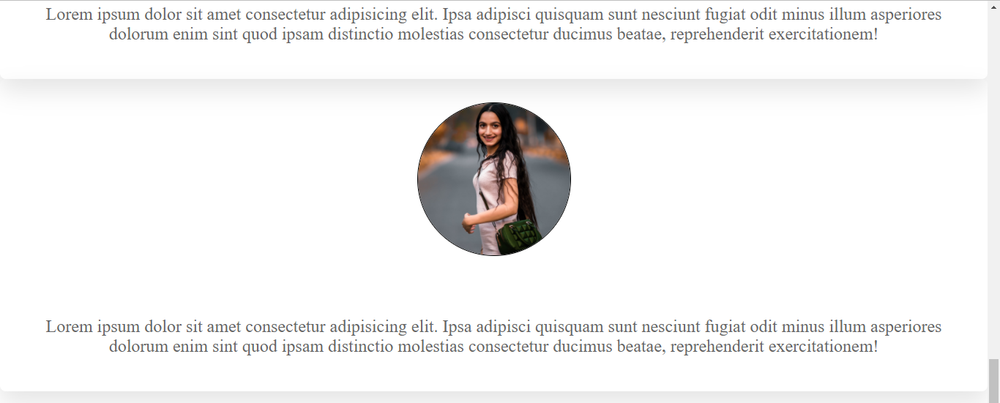 Lorem ipsum dolor sit amet consectetur adipisicing elit. Ipsa adipisci quisquam sunt nesciunt fugiat odit minus illum asperiores
dolorum enim sint quod ipsam distinctio molestias consectetur ducimus beatae, reprehenderit exercitationem!
Lorem ipsum dolor sit amet consectetur adipisicing elit. Ipsa adipisci quisquam sunt nesciunt fugiat odit minus illum asperiores
dolorum enim sint quod ipsam distinctio molestias consectetur ducimus beatae, reprehenderit exercitationem!